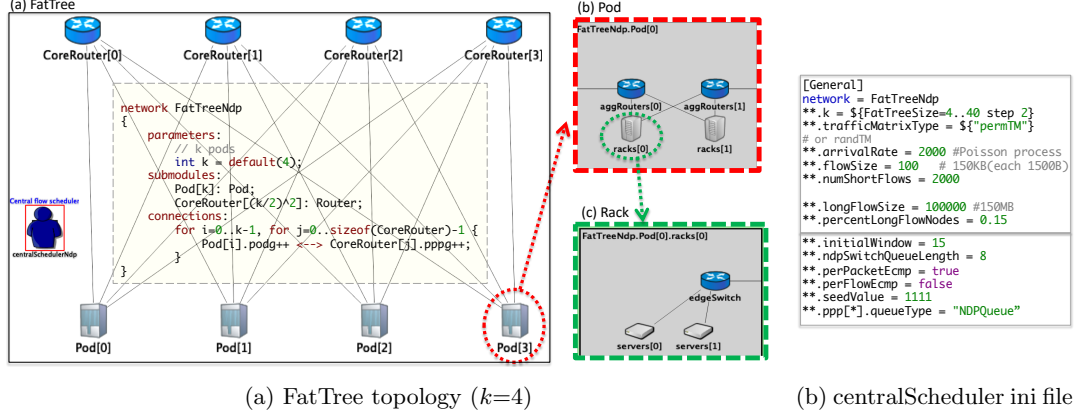 (a) FatTree
CoreRouter[0]
CoreRouter[1]
CoreRouter[2]
CoreRouter[3]
network FatTreeNdp
{
parameters:
// k pods
int k = default(4);
submodules:
Pod[k]: Pod;
CoreRouter[(k/2)^2]: Router;
connections:
for i=0..k-1, for j=0..sizeof(CoreRouter)-1 {
Pod[i].podg++ <--> CoreRouter[j].pppg++;
}
}
Central flow scheduler
centralSchedulerNdp
Pod[0]
Pod[1]
Pod[2]
Pod[3]
(b) Pod
FatTreeNdp.Pod[0]
aggRouters[0]
aggRouters[1]
racks[0]
racks[1]
(c) Rack
FatTreeNdp.Pod[0].racks[0]
edgeSwitch
servers[0]
servers[1]
[General]
network = FatTreeNdp
**.k = ${FatTreeSize=4..40 step 2}
**.trafficMatrixType = ${"permTM"}
# or randTM
**.arrivalRate = 2000 #Poisson process
**.flowSize = 100 # 150KB(each 1500B)
**.numShortFlows = 2000
**.longFlowSize = 100000 #150MB
**.percentLongFlowNodes = 0.15
**.initialWindow = 15
**.ndpSwitchQueueLength = 8
**.perPacketEcmp = true
**.perFlowEcmp = false
**.seedValue = 1111
**.ppp[*].queueType = "NDPQueue”
(a) FatTree topology (k=4)
(b) centralScheduler ini file